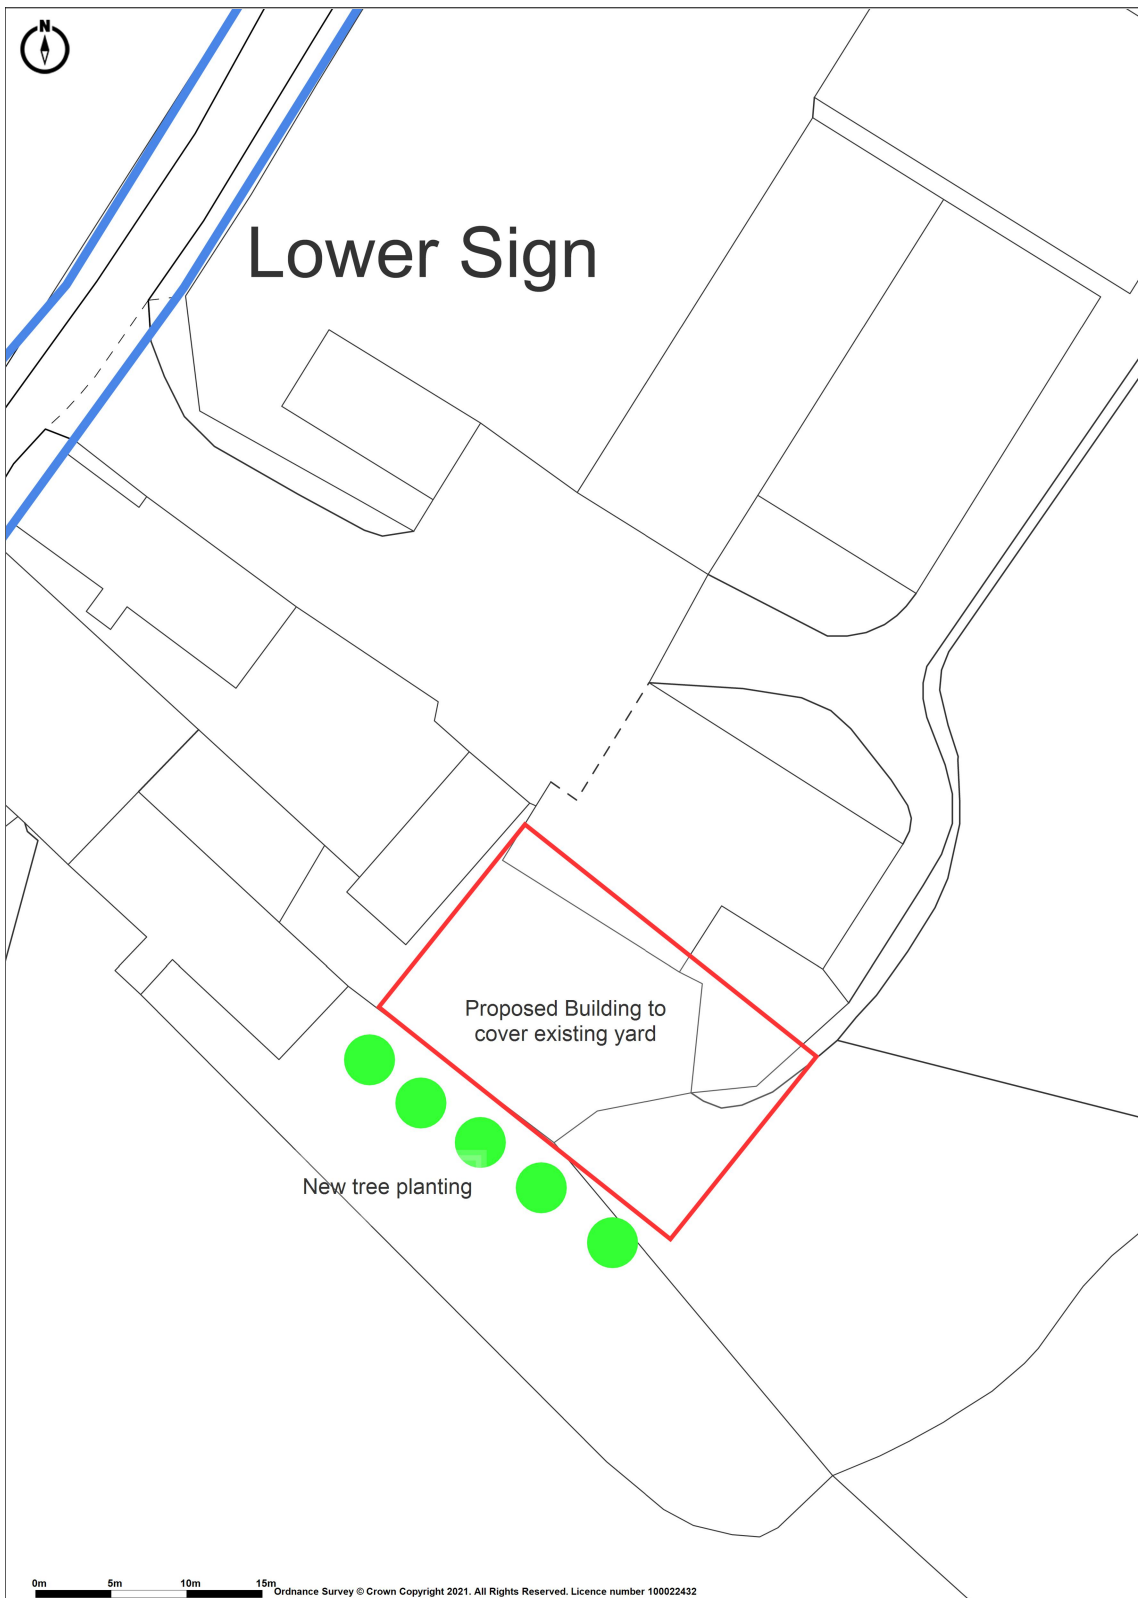 N
Lower Sign
Proposed Building to
cover existing yard
New tree planting
0m 5m 10m 15m
Ordnance Survey © Crown Copyright 2021. All Rights Reserved. Licence number 100022432